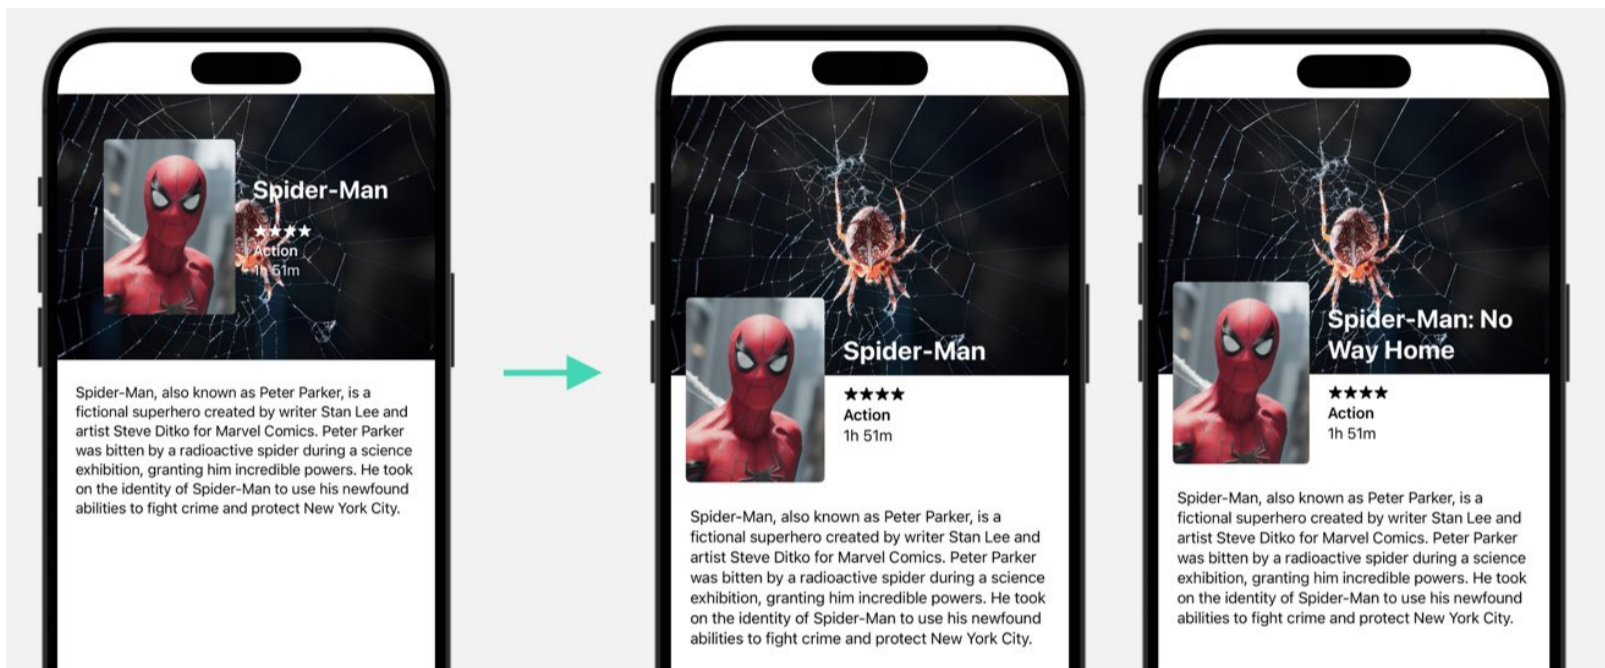 Spider-Man
★★★★
Action
1h 51m
Spider-Man, also known as Peter Parker, is a
fictional superhero created by writer Stan Lee and
artist Steve Ditko for Marvel Comics. Peter Parker
was bitten by a radioactive spider during a science
exhibition, granting him incredible powers. He took
on the identity of Spider-Man to use his newfound
abilities to fight crime and protect New York City.
Spider-Man
★★★★
Action
1h 51m
Spider-Man, also known as Peter Parker, is a
fictional superhero created by writer Stan Lee and
artist Steve Ditko for Marvel Comics. Peter Parker
was bitten by a radioactive spider during a science
exhibition, granting him incredible powers. He took
on the identity of Spider-Man to use his newfound
abilities to fight crime and protect New York City.
Spider-Man: No
Way Home
★★★★
Action
1h 51m
Spider-Man, also known as Peter Parker, is a
fictional superhero created by writer Stan Lee and
artist Steve Ditko for Marvel Comics. Peter Parker
was bitten by a radioactive spider during a science
exhibition, granting him incredible powers. He took
on the identity of Spider-Man to use his newfound
abilities to fight crime and protect New York City.